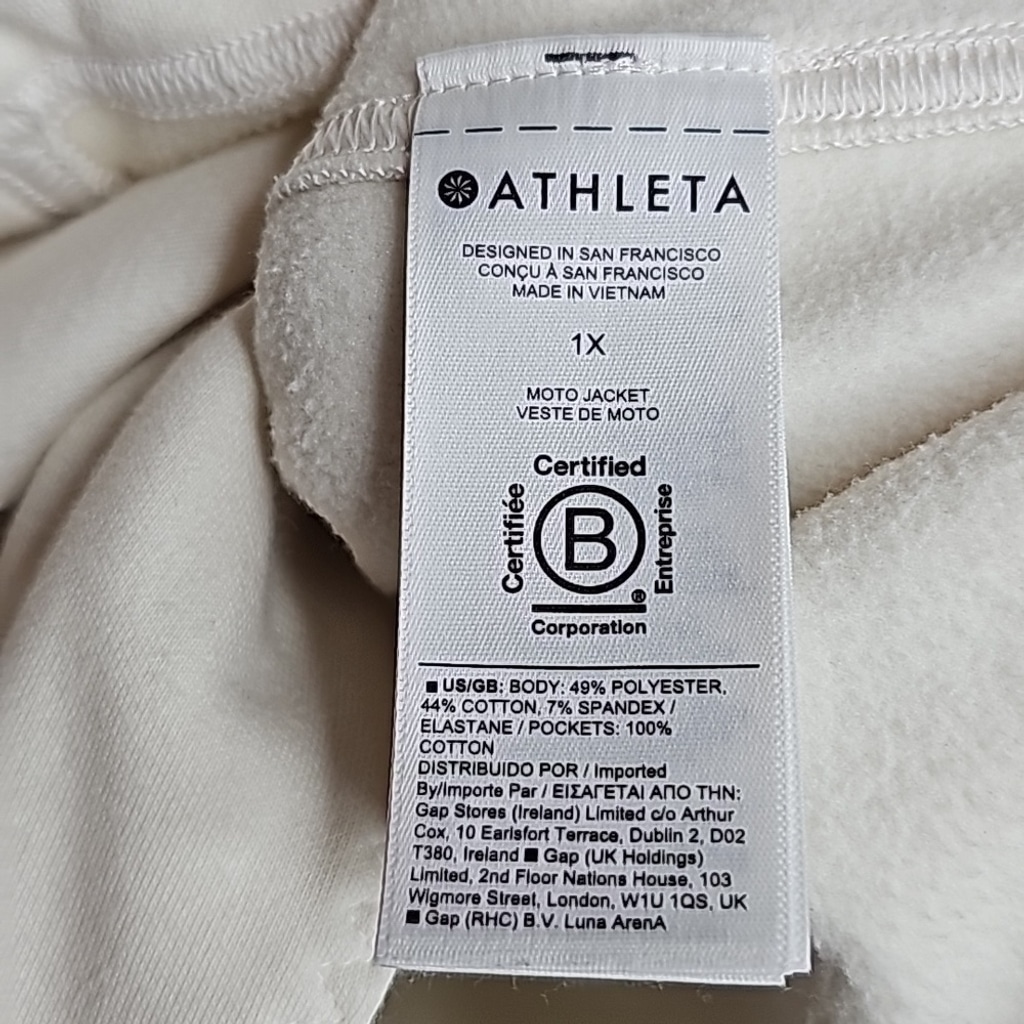 ATHLETA
DESIGNED IN SAN FRANCISCO
CONÇU À SAN FRANCISCO
MADE IN VIETNAM
1X
MOTO JACKET
VESTE DE MOTO
Certified
Certifiée
B
Entreprise
®
Corporation
■ US/GB: BODY: 49% POLYESTER,
44% COTTON, 7% SPANDEX /
ELASTANE / POCKETS: 100%
COTTON
DISTRIBUIDO POR / Imported
By/Importe Par / ΕΙΣΑΓΕΤΑΙ ΑΠΟ ΤΗΝ:
Gap Stores (Ireland) Limited c/o Arthur
Cox, 10 Earlsfort Terrace, Dublin 2, D02
T380, Ireland ■ Gap (UK Holdings)
Limited, 2nd Floor Nations House, 103
Wigmore Street, London, W1U 1QS, UK
■ Gap (RHC) B.V. Luna ArenA